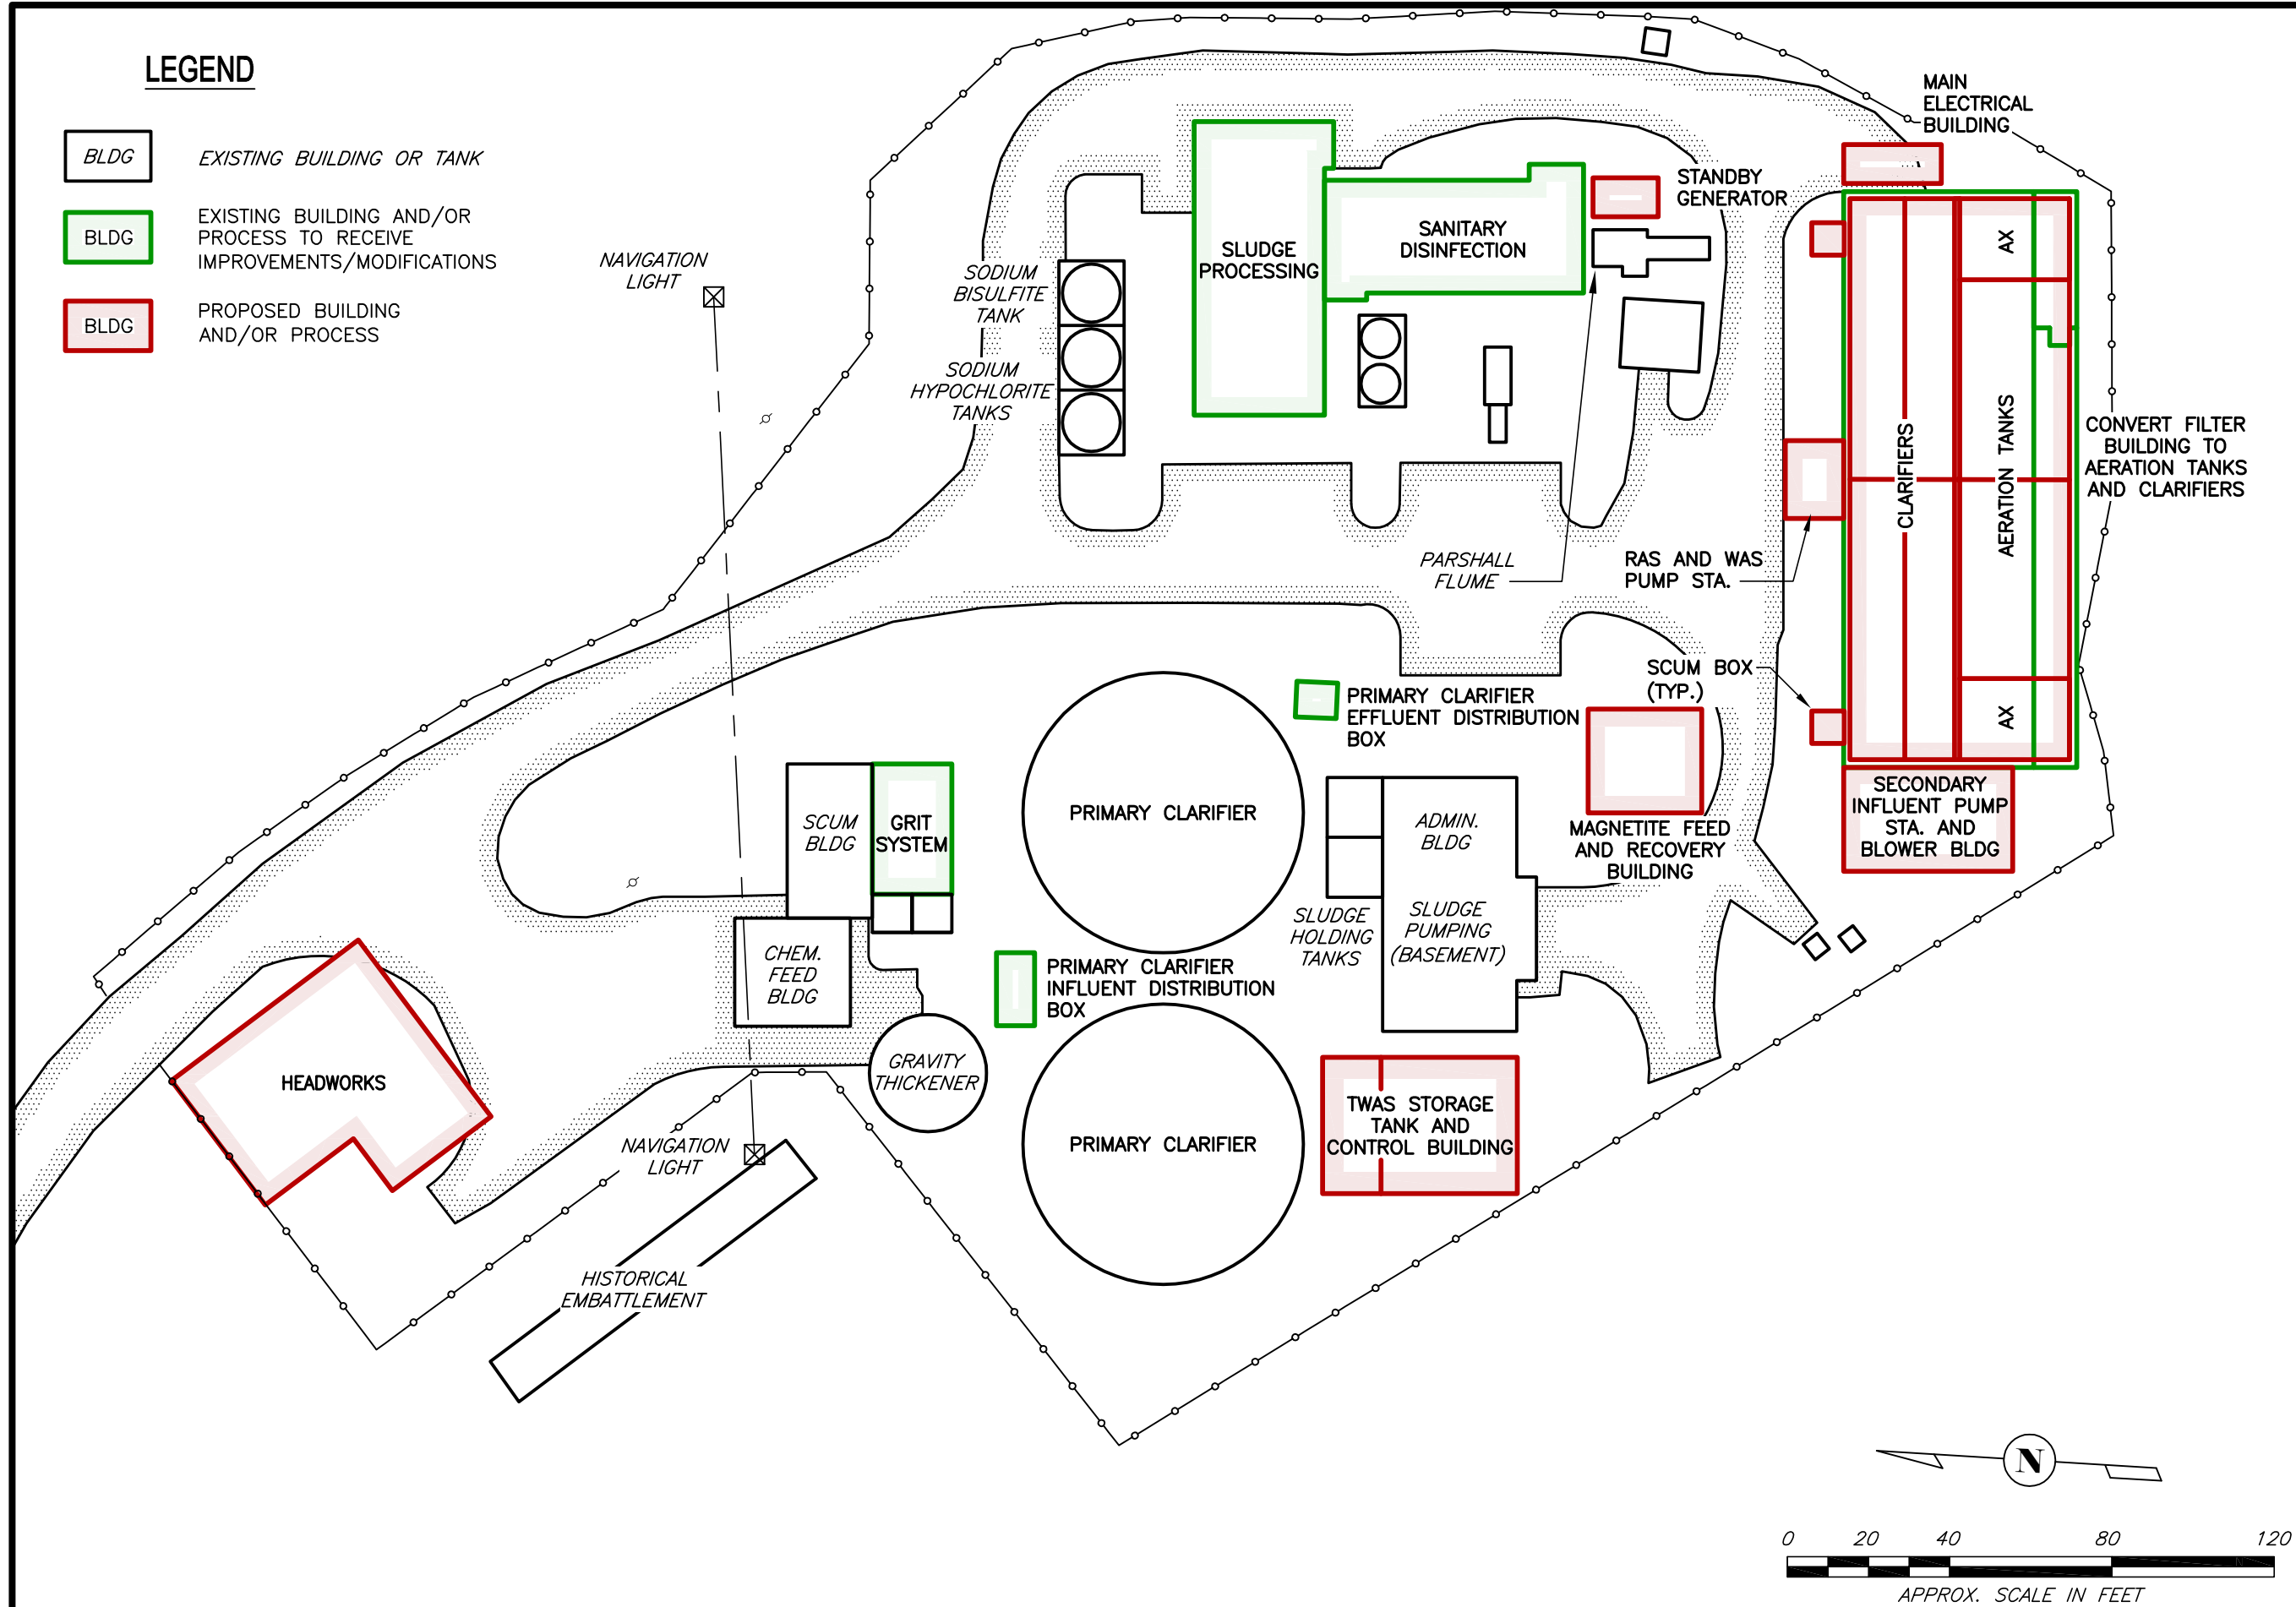 LEGEND
BLDG
EXISTING BUILDING OR TANK
BLDG
EXISTING BUILDING AND/OR
PROCESS TO RECEIVE
IMPROVEMENTS/MODIFICATIONS
BLDG
PROPOSED BUILDING
AND/OR PROCESS
NAVIGATION
LIGHT
SODIUM
BISULFITE
TANK
SODIUM
HYPOCHLORITE
TANKS
SLUDGE
PROCESSING
SANITARY
DISINFECTION
STANDBY
GENERATOR
MAIN
ELECTRICAL
BUILDING
AX
CLARIFIERS
AERATION TANKS
AX
CONVERT FILTER
BUILDING TO
AERATION TANKS
AND CLARIFIERS
PARSHALL
FLUME
RAS AND WAS
PUMP STA.
SCUM BOX
(TYP.)
PRIMARY CLARIFIER
EFFLUENT DISTRIBUTION
BOX
SECONDARY
INFLUENT PUMP
STA. AND
BLOWER BLDG
MAGNETITE FEED
AND RECOVERY
BUILDING
PRIMARY CLARIFIER
SCUM
BLDG
GRIT
SYSTEM
ADMIN.
BLDG
SLUDGE
PUMPING
(BASEMENT)
SLUDGE
HOLDING
TANKS
CHEM.
FEED
BLDG
PRIMARY CLARIFIER
INFLUENT DISTRIBUTION
BOX
GRAVITY
THICKENER
HEADWORKS
NAVIGATION
LIGHT
PRIMARY CLARIFIER
TWAS STORAGE
TANK AND
CONTROL BUILDING
HISTORICAL
EMBATTLEMENT
N
0 20 40 80 120
APPROX. SCALE IN FEET